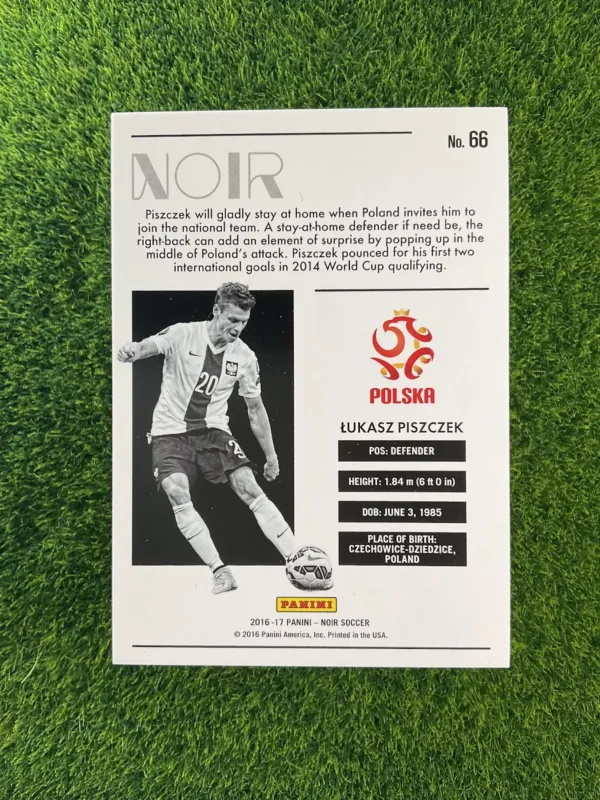 No. 66
NOIR
Piszczek will gladly stay at home when Poland invites him to
join the national team. A stay-at-home defender if need be, the
right-back can add an element of surprise by popping up in the
middle of Poland's attack. Piszczek pounced for his first two
international goals in 2014 World Cup qualifying.
20
2
POLSKA
ŁUKASZ PISZCZEK
POS: DEFENDER
HEIGHT: 1.84 m (6 ft 0 in)
DOB: JUNE 3, 1985
PLACE OF BIRTH:
CZECHOWICE-DZIEDZICE,
POLAND
PANINI
2016-17 PANINI – NOIR SOCCER
© 2016 Panini America, Inc. Printed in the USA.